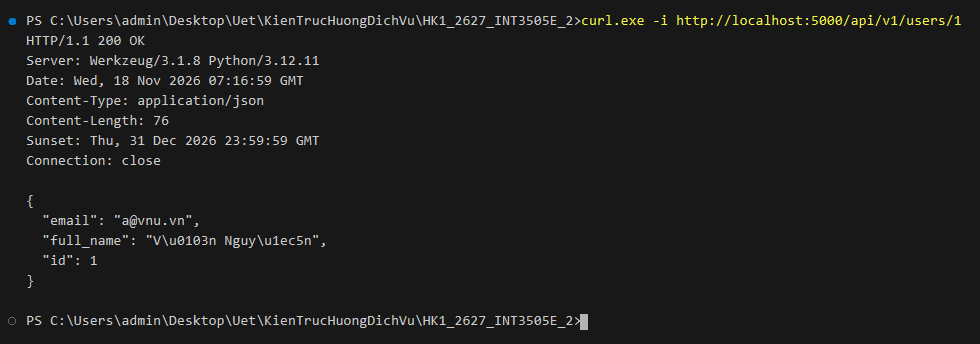 PS C:\Users\admin\Desktop\Uet\KienTrucHuongDichVu\HK1_2627_INT3505E_2>curl.exe -i http://localhost:5000/api/v1/users/1
HTTP/1.1 200 OK
Server: Werkzeug/3.1.8 Python/3.12.11
Date: Wed, 18 Nov 2026 07:16:59 GMT
Content-Type: application/json
Content-Length: 76
Sunset: Thu, 31 Dec 2026 23:59:59 GMT
Connection: close

{
  "email": "a@vnu.vn",
  "full_name": "V\u0103n Nguy\u1ec5n",
  "id": 1
}

PS C:\Users\admin\Desktop\Uet\KienTrucHuongDichVu\HK1_2627_INT3505E_2>